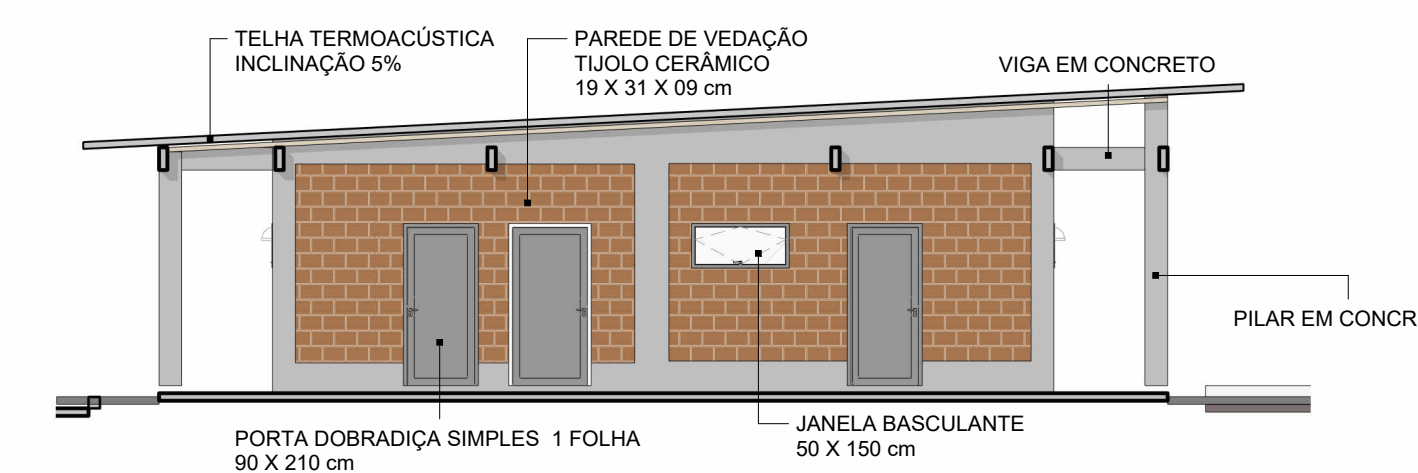 TELHA TERMOACÚSTICA
INCLINAÇÃO 5%
PAREDE DE VEDAÇÃO
TIJOLO CERÂMICO
19 X 31 X 09 cm
VIGA EM CONCRETO
PILAR EM CONCR
PORTA DOBRADIÇA SIMPLES 1 FOLHA
90 X 210 cm
JANELA BASCULANTE
50 X 150 cm